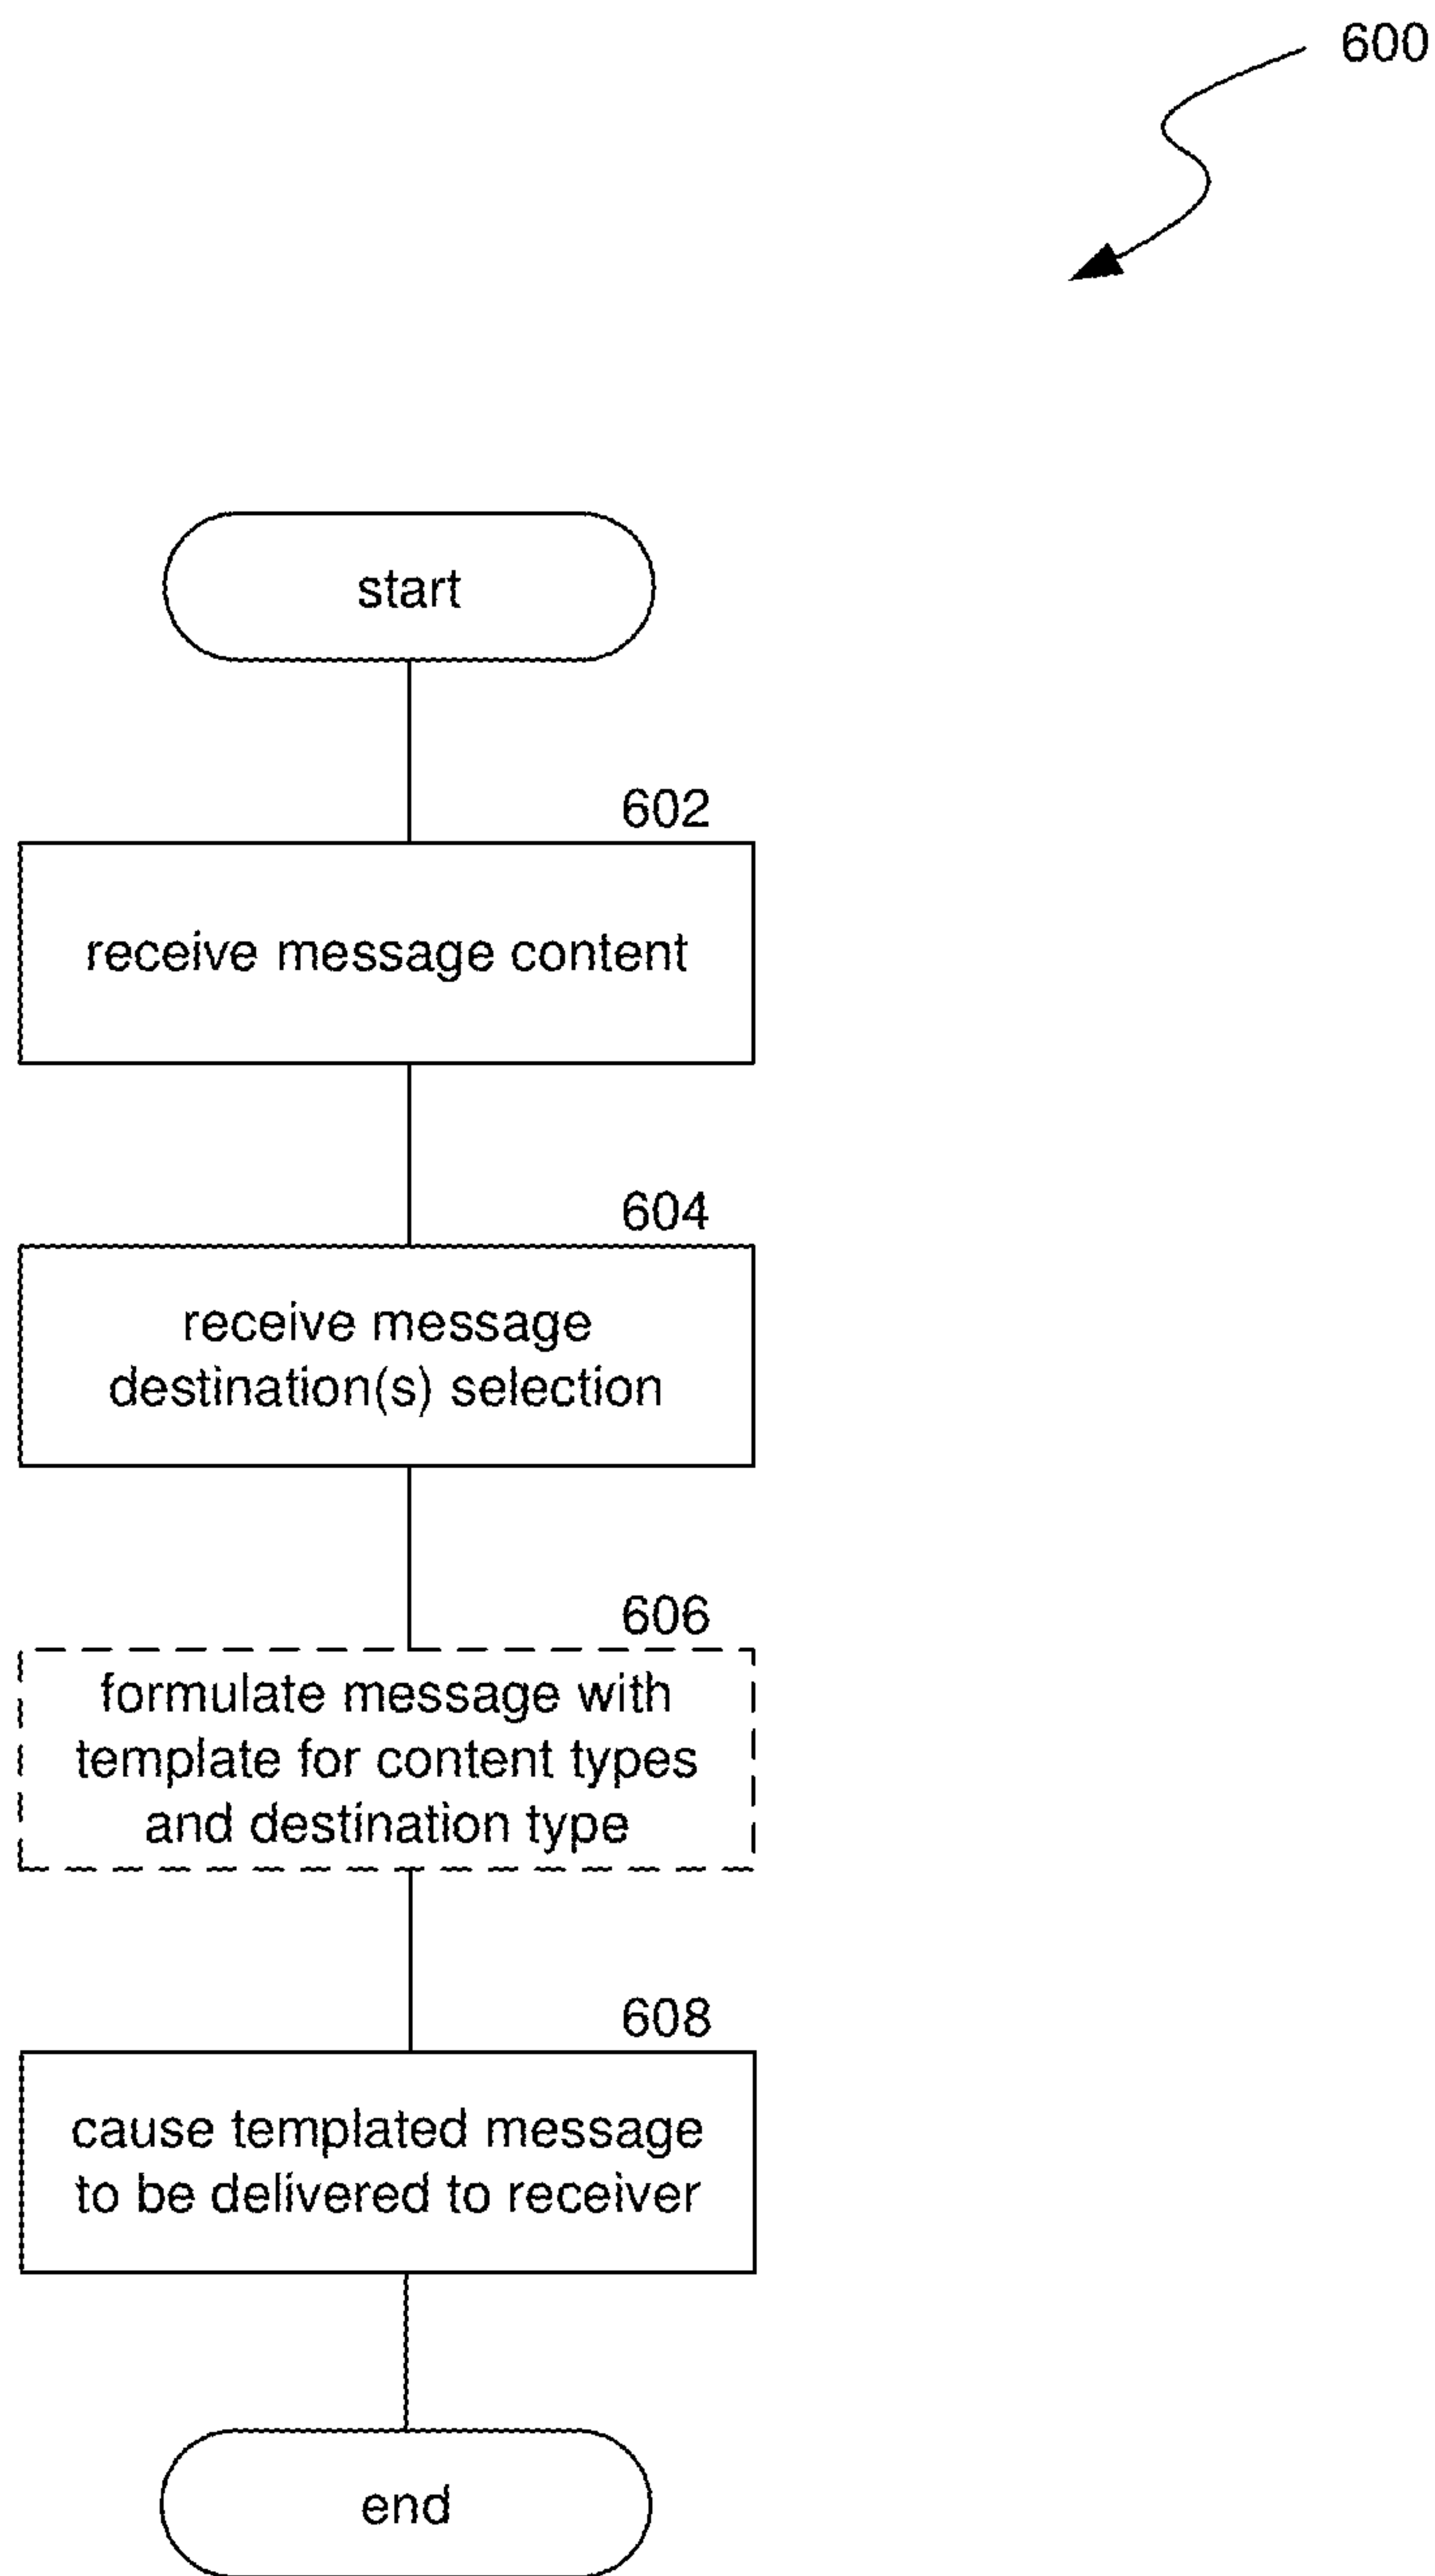 600
start
602
receive message content
604
receive message
destination(s) selection
606
formulate message with
template for content types
and destination type
608
cause templated message
to be delivered to receiver
end